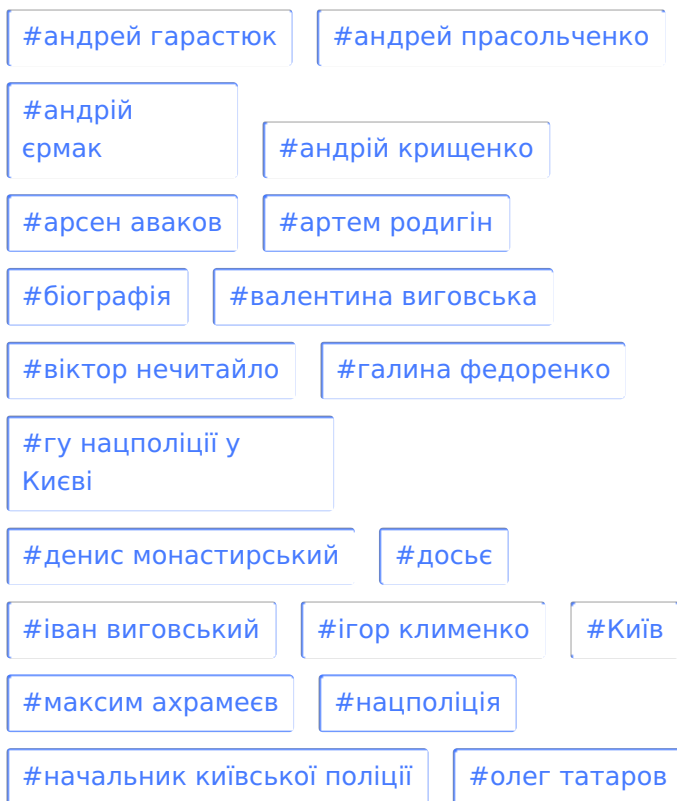 #андрей гарастюк #андрей прасольченко
#андрій
єрмак #андрій крищенко
#арсен аваков #артем родигін
#біографія #валентина виговська
#віктор нечитайло #галина федоренко
#гу нацполіції у
Києві
#денис монастирський #досьє
#іван виговський #ігор клименко #Київ
#максим ахрамеєв #нацполіція
#начальник київської поліції #олег татаров